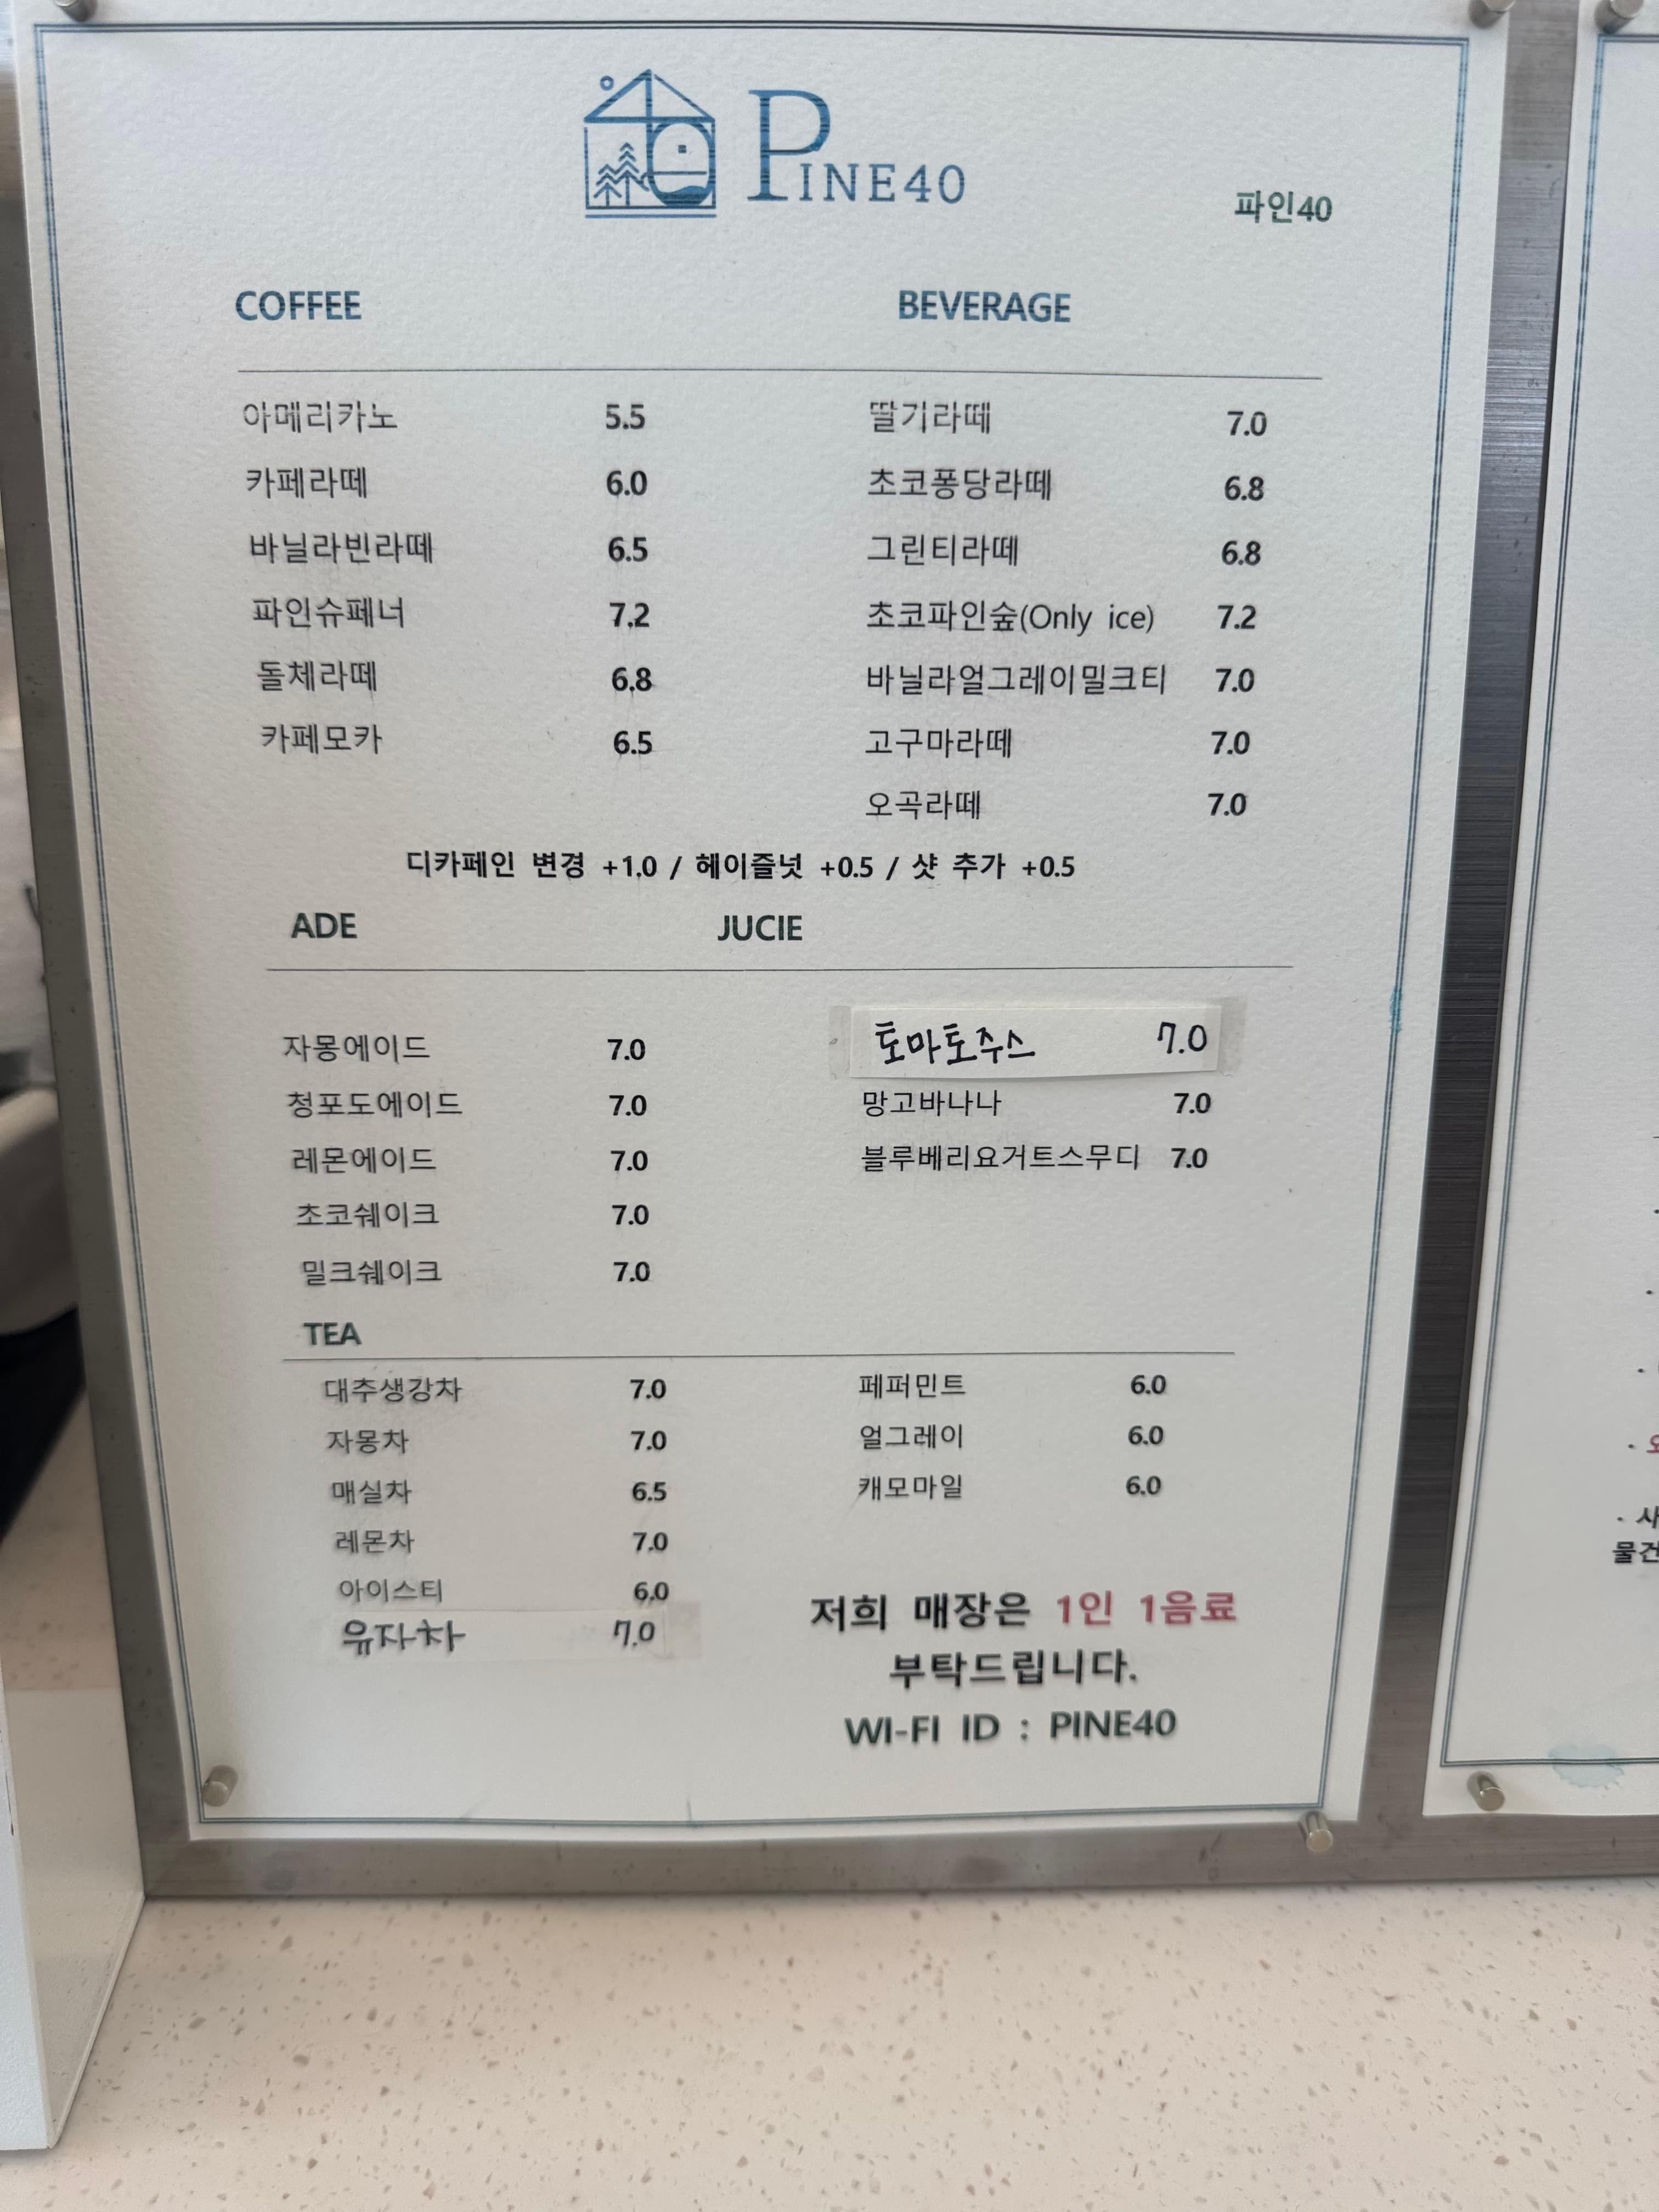 PINE40
파인40
COFFEE
아메리카노 5.5
카페라떼 6.0
바닐라빈라떼 6.5
파인슈페너 7.2
돌체라떼 6.8
카페모카 6.5
BEVERAGE
딸기라떼 7.0
초코퐁당라떼 6.8
그린티라떼 6.8
초코파인숲(Only ice) 7.2
바닐라얼그레이밀크티 7.0
고구마라떼 7.0
오곡라떼 7.0
디카페인 변경 +1.0 / 헤이즐넛 +0.5 / 샷 추가 +0.5
ADE
자몽에이드 7.0
청포도에이드 7.0
레몬에이드 7.0
초코쉐이크 7.0
밀크쉐이크 7.0
JUCIE
토마토주스 7.0
망고바나나 7.0
블루베리요거트스무디 7.0
TEA
대추생강차 7.0
자몽차 7.0
매실차 6.5
레몬차 7.0
아이스티 6.0
유자차 7.0
페퍼민트 6.0
얼그레이 6.0
캐모마일 6.0
저희 매장은 1인 1음료
부탁드립니다.
WI-FI ID : PINE40
물건